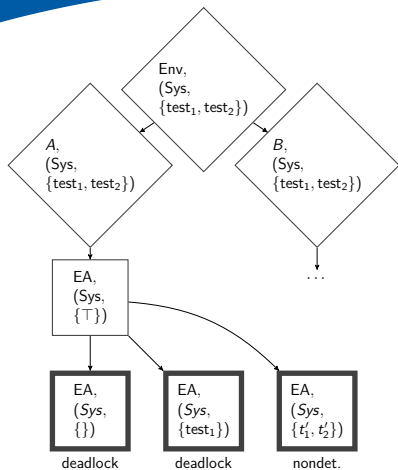 Env,
(Sys,
{test₁, test₂})
A,
(Sys,
{test₁, test₂})
B,
(Sys,
{test₁, test₂})
EA,
(Sys,
{⊤})
...
EA,
(Sys,
{})
EA,
(Sys,
{test₁})
EA,
(Sys,
{t′₁, t′₂})
deadlock
deadlock
nondet.